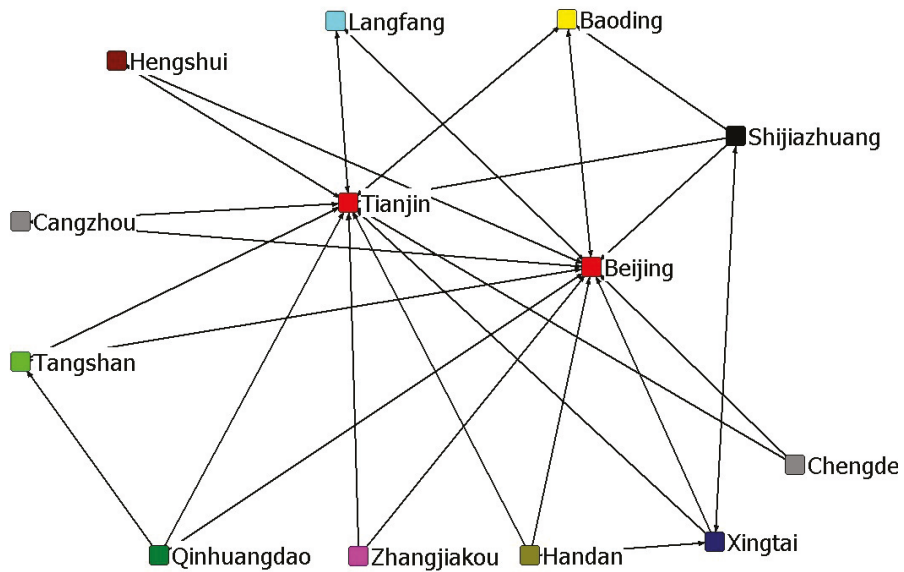 Langfang
Baoding
Hengshui
Shijiazhuang
Tianjin
Cangzhou
Beijing
Tangshan
Chengde
Xingtai
Qinhuangdao
Zhangjiakou
Handan